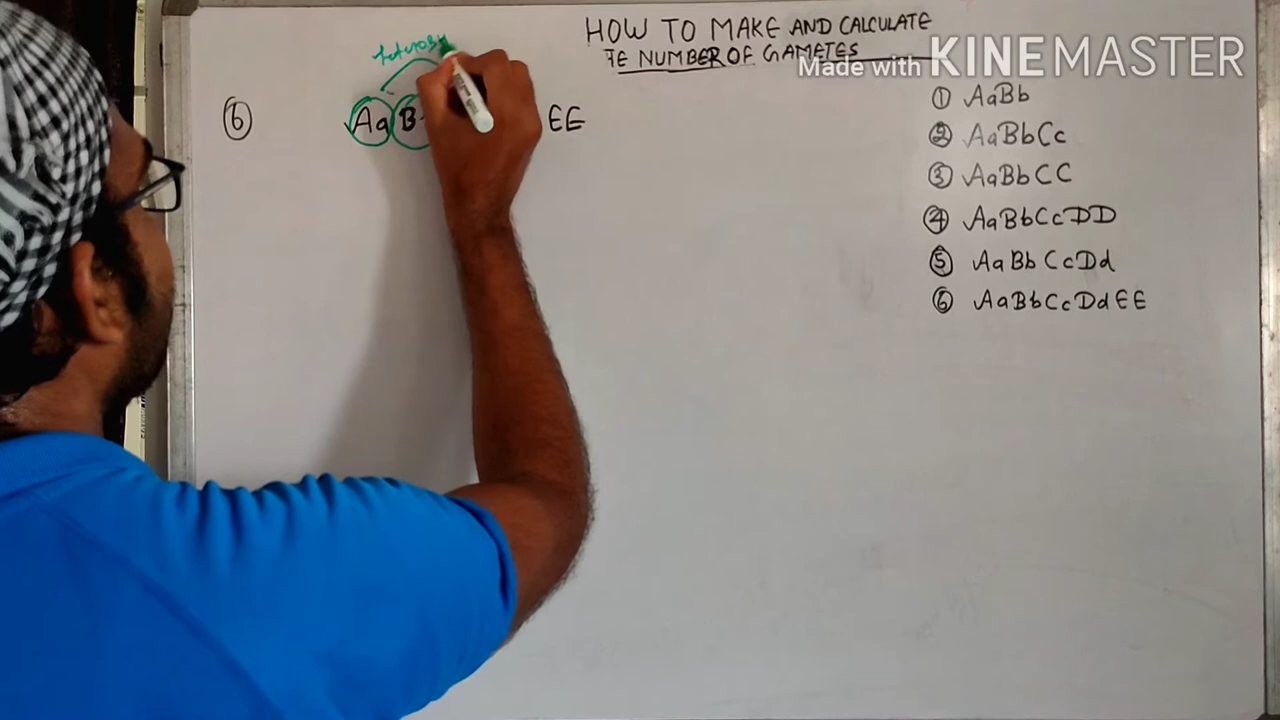 HOW TO MAKE AND CALCULATE
TE NUMBER OF GAMETES
Made with KINEMASTER
① AaBb
② AaBbCc
③ AaBbCC
④ AaBbCcDD
⑤ AaBbCcDd
⑥ AaBbCcDdEE
heterozy
⑥ Aa B EE